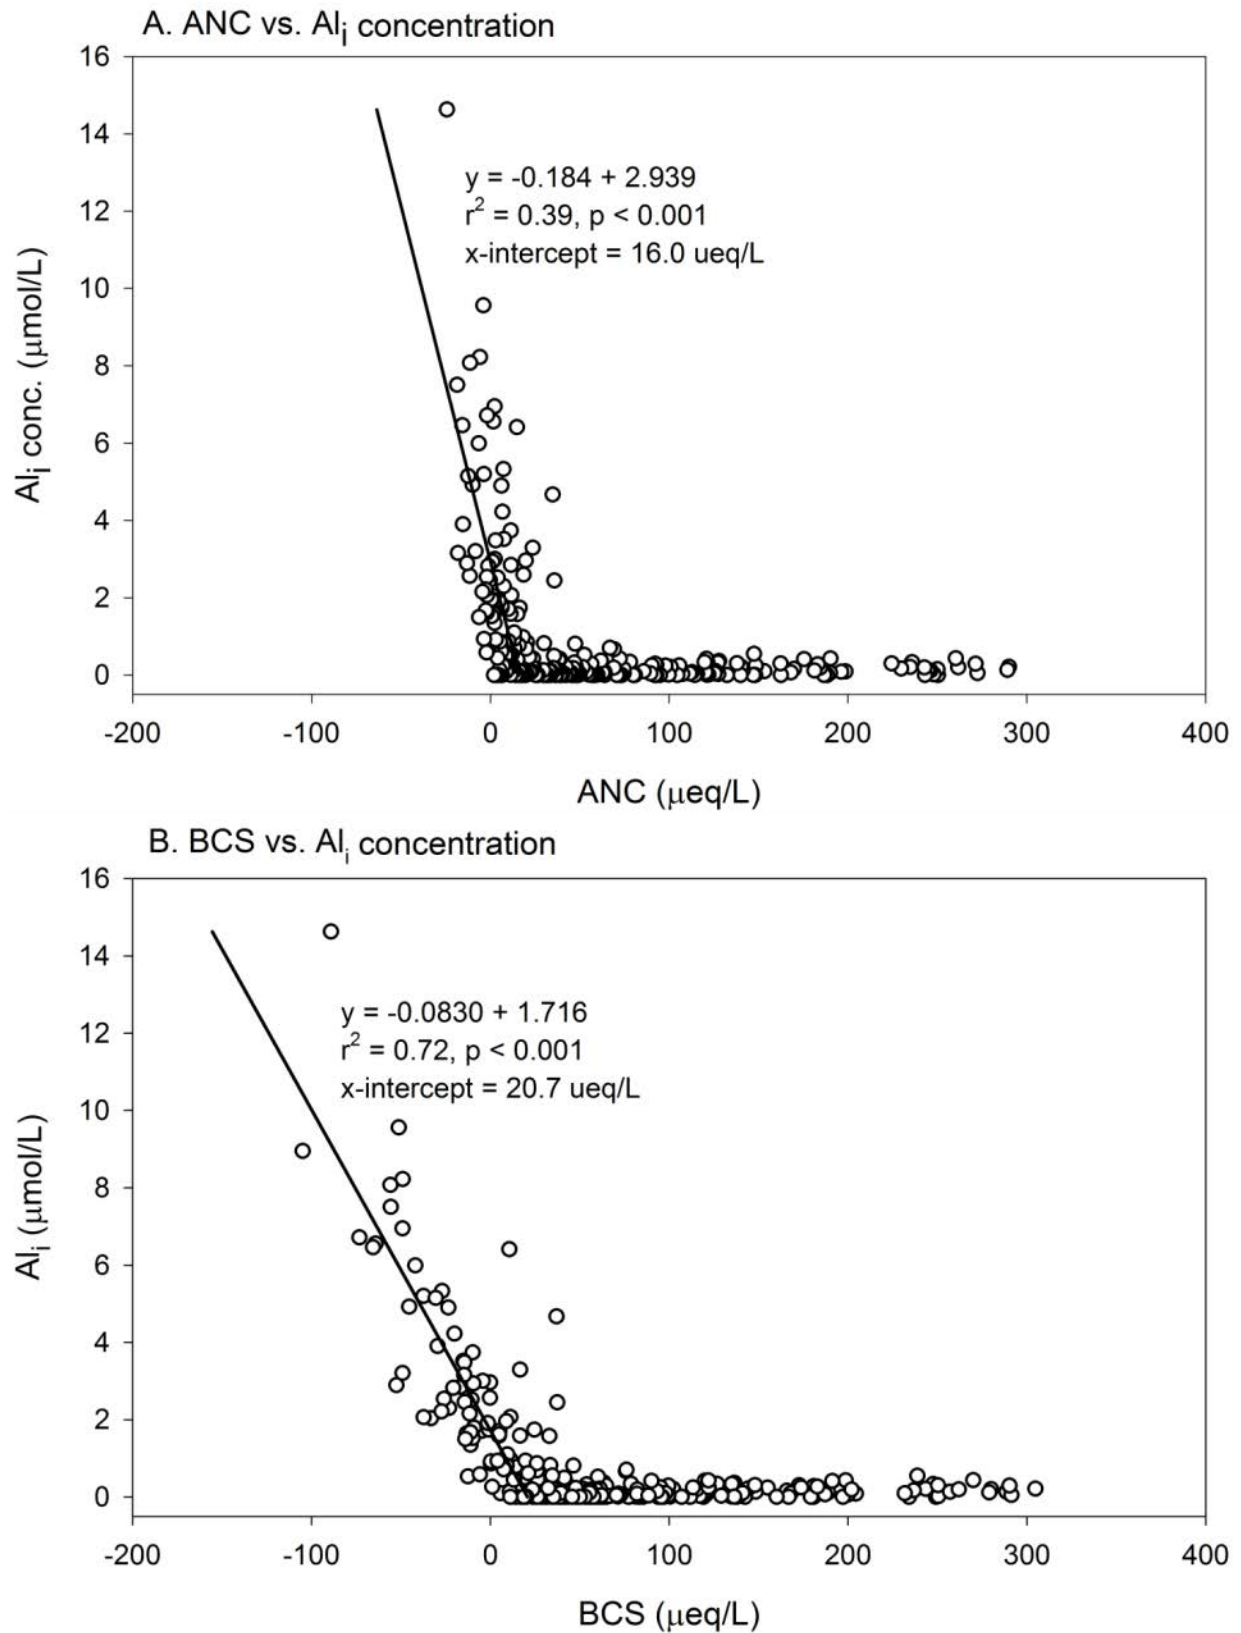 A. ANC vs. Ali concentration
16
14
12
10
8
6
4
2
0
Ali conc. (μmol/L)
y = -0.184 + 2.939
r2 = 0.39, p < 0.001
x-intercept = 16.0 ueq/L
-200 -100 0 100 200 300 400
ANC (μeq/L)
B. BCS vs. Ali concentration
16
14
12
10
8
6
4
2
0
Ali (μmol/L)
y = -0.0830 + 1.716
r2 = 0.72, p < 0.001
x-intercept = 20.7 ueq/L
-200 -100 0 100 200 300 400
BCS (μeq/L)